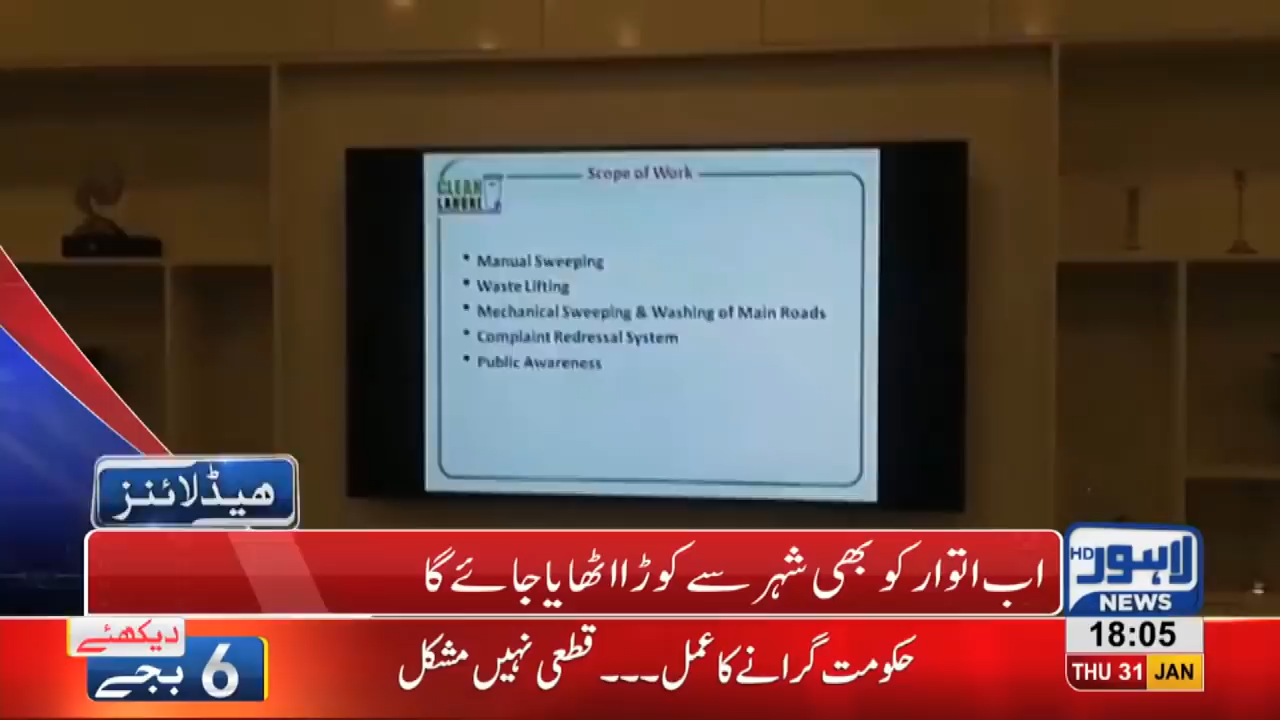 Scope of Work
CLEAN
LAHORE
• Manual Sweeping
• Waste Lifting
• Mechanical Sweeping & Washing of Main Roads
• Complaint Redressal System
• Public Awareness
ھیڈلائنز
اب اتوار کو بھی شہر سے کوڑا اٹھایا جائے گا
لاہور HD
NEWS
18:05
THU 31 JAN
دیکھئے
6 بجے
حکومت گرانے کا عمل۔۔۔ قطعی نہیں مشکل